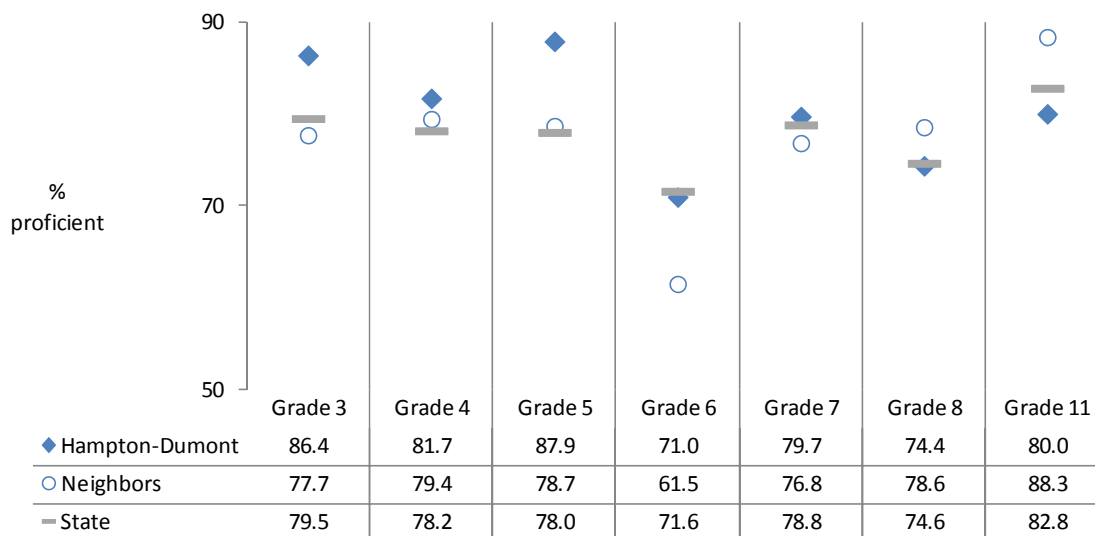 90
%
proficient
70
50
Grade 3 Grade 4 Grade 5 Grade 6 Grade 7 Grade 8 Grade 11
Hampton-Dumont 86.4 81.7 87.9 71.0 79.7 74.4 80.0
Neighbors 77.7 79.4 78.7 61.5 76.8 78.6 88.3
State 79.5 78.2 78.0 71.6 78.8 74.6 82.8